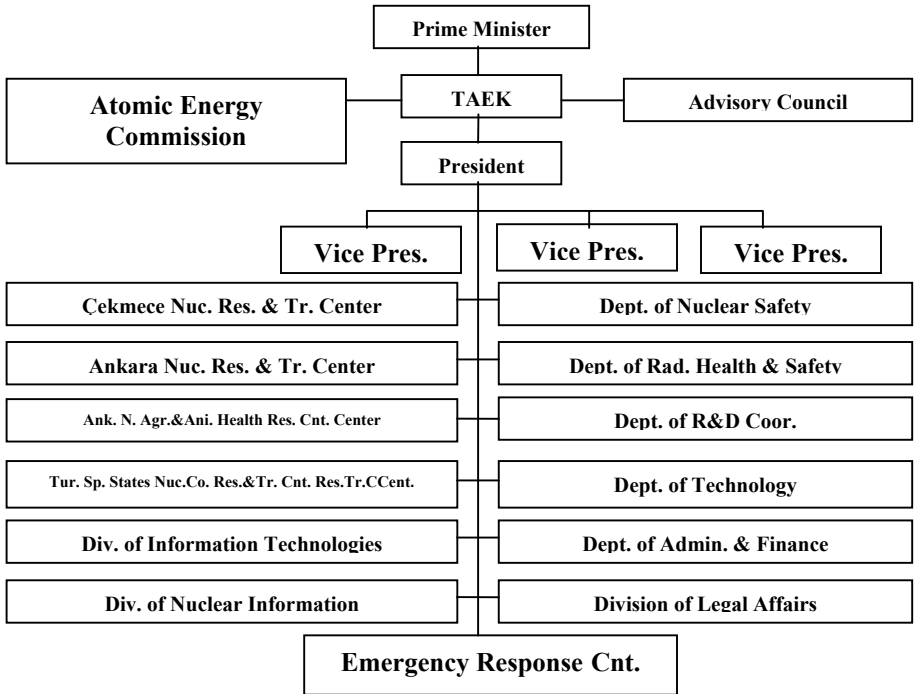 Prime Minister
Atomic Energy
Commission
TAEK
Advisory Council
President
Vice Pres.
Vice Pres.
Vice Pres.
Çekmece Nuc. Res. & Tr. Center
Dept. of Nuclear Safety
Ankara Nuc. Res. & Tr. Center
Dept. of Rad. Health & Safety
Ank. N. Agr.&Ani. Health Res. Cnt. Center
Dept. of R&D Coor.
Tur. Sp. States Nuc.Co. Res.&Tr. Cnt. Res.Tr.CCent.
Dept. of Technology
Div. of Information Technologies
Dept. of Admin. & Finance
Div. of Nuclear Information
Division of Legal Affairs
Emergency Response Cnt.